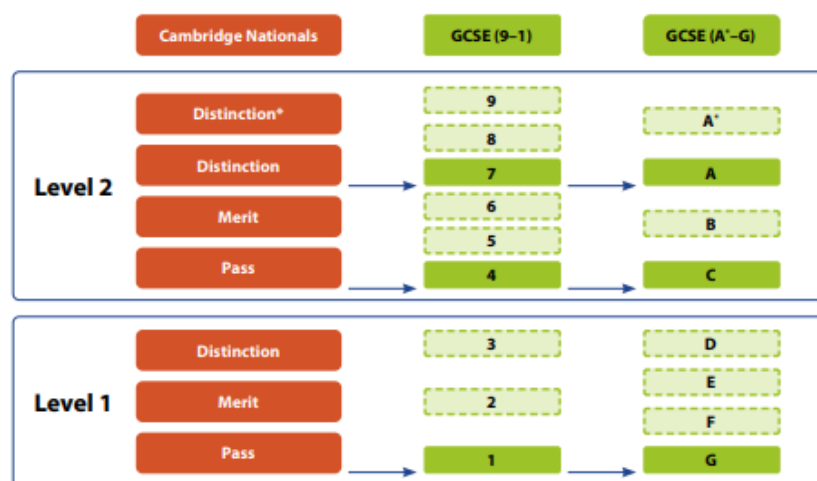 Cambridge Nationals
GCSE (9–1)
GCSE (A*–G)
Level 2
Distinction*
Distinction
Merit
Pass
9
8
7
6
5
4
A*
A
B
C
Level 1
Distinction
Merit
Pass
3
2
1
D
E
F
G